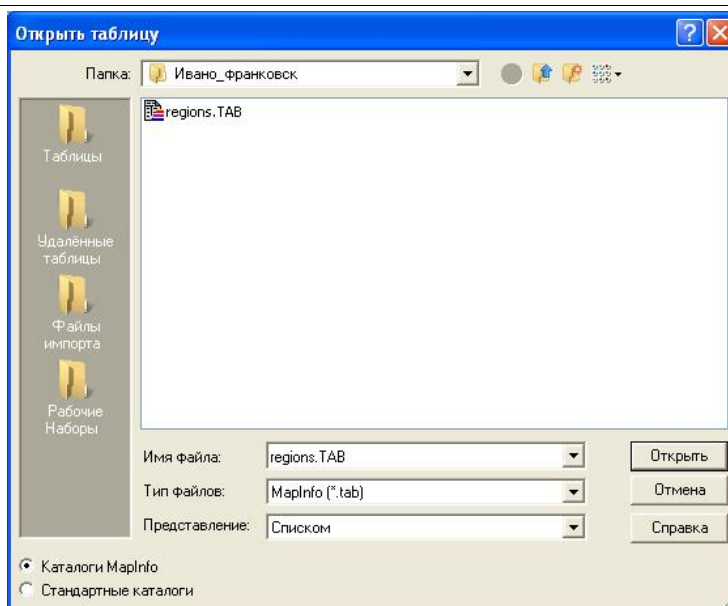 Открыть таблицу
Папка: Ивано_франковск
regions.TAB
Таблицы
Удалённые
таблицы
Файлы
импорта
Рабочие
Наборы
Имя файла: regions.TAB Открыть
Тип файлов: MapInfo (*.tab) Отмена
Представление: Списком Справка
Каталоги MapInfo
Стандартные каталоги